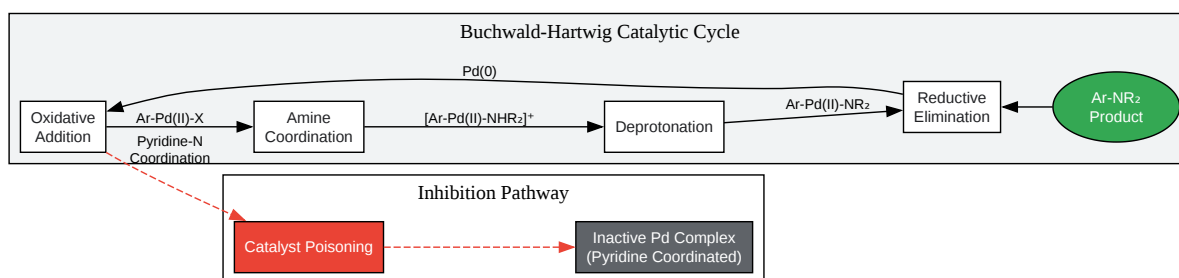 Buchwald-Hartwig Catalytic Cycle
Pd(0)
Oxidative
Addition
Ar-Pd(II)-X
Pyridine-N
Coordination
Amine
Coordination
[Ar-Pd(II)-NHR₂]⁺
Deprotonation
Ar-Pd(II)-NR₂
Reductive
Elimination
Ar-NR₂
Product
Inhibition Pathway
Catalyst Poisoning
Inactive Pd Complex
(Pyridine Coordinated)